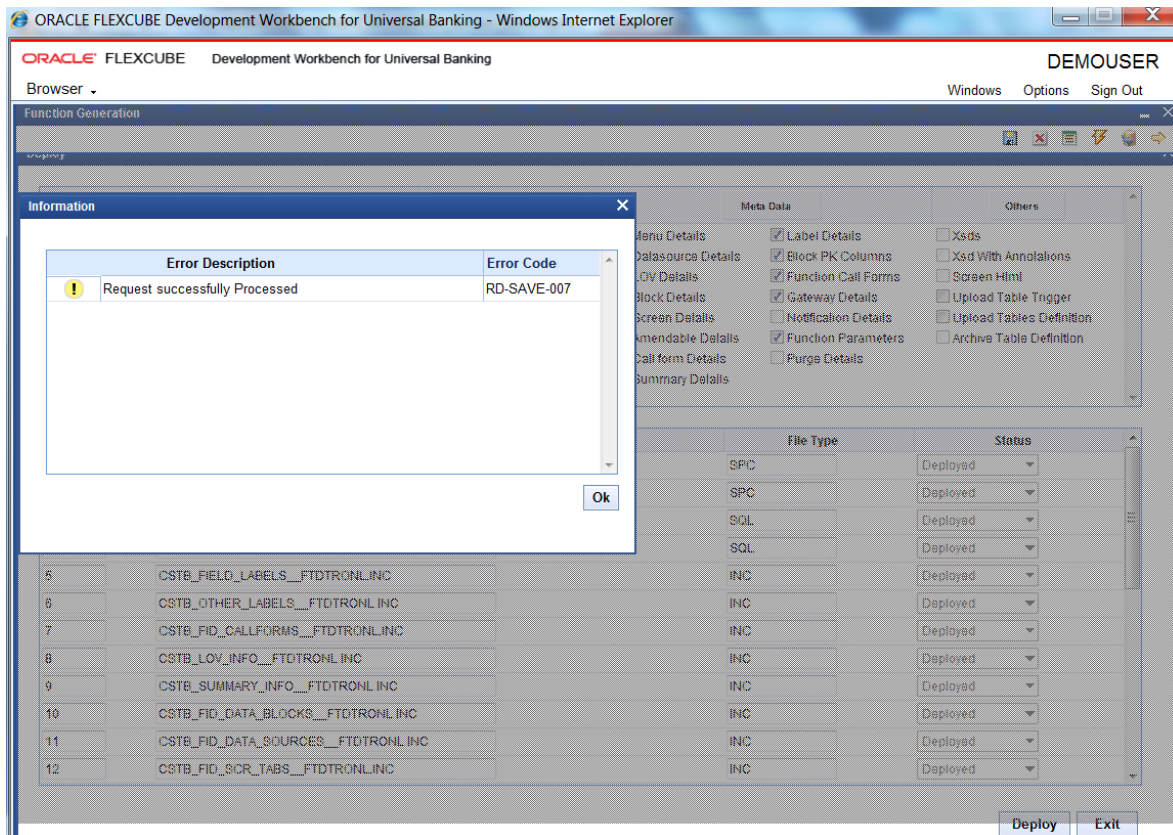 ORACLE FLEXCUBE Development Workbench for Universal Banking - Windows Internet Explorer
ORACLE FLEXCUBE Development Workbench for Universal Banking
DEMOUSER
Browser
Windows Options Sign Out
Function Generation
Deploy
Information
Meta Data Others
Error Description Error Code
Request successfully Processed RD-SAVE-007
Ok
Menu Details Label Details Xsds
Datasource Details Block PK Columns Xsd With Annotations
LOV Details Function Call Forms Screen Html
Block Details Gateway Details Upload Table Trigger
Screen Details Notification Details Upload Tables Definition
Amendable Details Function Parameters Archive Table Definition
Call form Details Purge Details
Summary Details
File Type Status
SPC Deployed
SPC Deployed
SQL Deployed
SQL Deployed
5 CSTB_FIELD_LABELS__FTDTRONL.INC INC Deployed
6 CSTB_OTHER_LABELS__FTDTRONL.INC INC Deployed
7 CSTB_FID_CALLFORMS__FTDTRONL.INC INC Deployed
8 CSTB_LOV_INFO__FTDTRONL.INC INC Deployed
9 CSTB_SUMMARY_INFO__FTDTRONL.INC INC Deployed
10 CSTB_FID_DATA_BLOCKS__FTDTRONL.INC INC Deployed
11 CSTB_FID_DATA_SOURCES__FTDTRONL.INC INC Deployed
12 CSTB_FID_SCR_TABS__FTDTRONL.INC INC Deployed
Deploy Exit